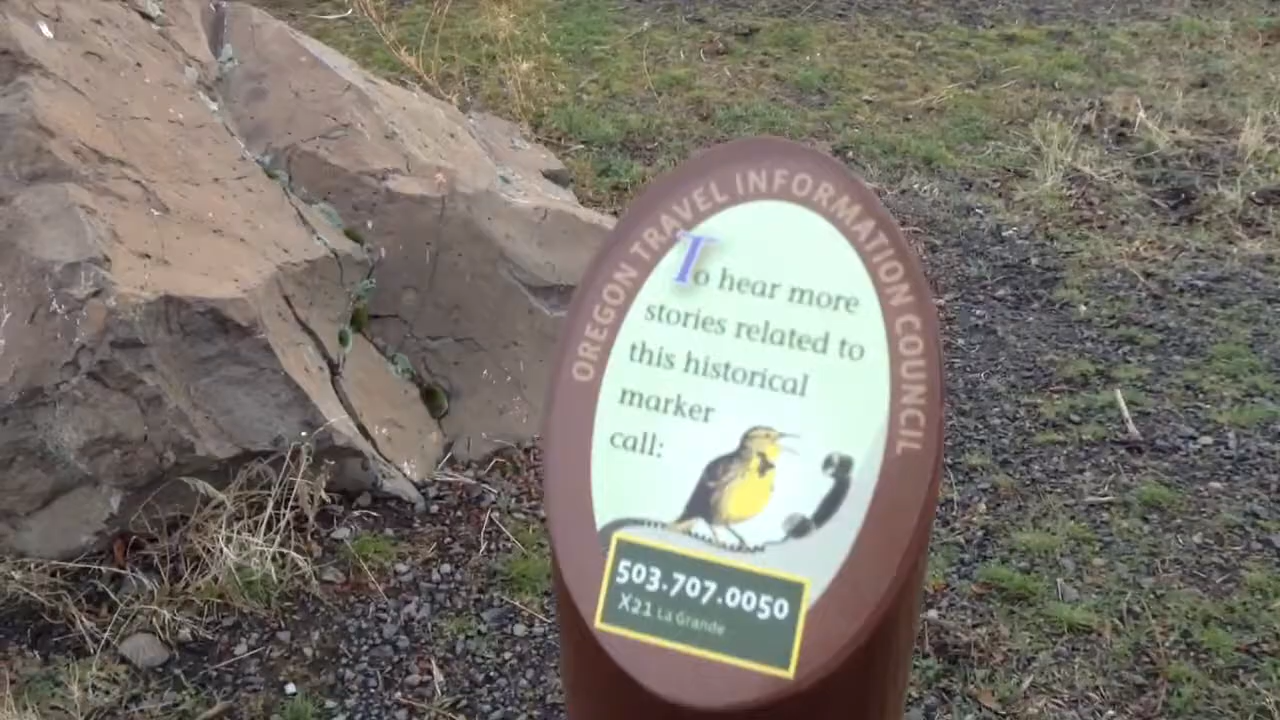 OREGON TRAVEL INFORMATION COUNCIL
To hear more
stories related to
this historical
marker
call:
503.707.0050
X21 La Grande